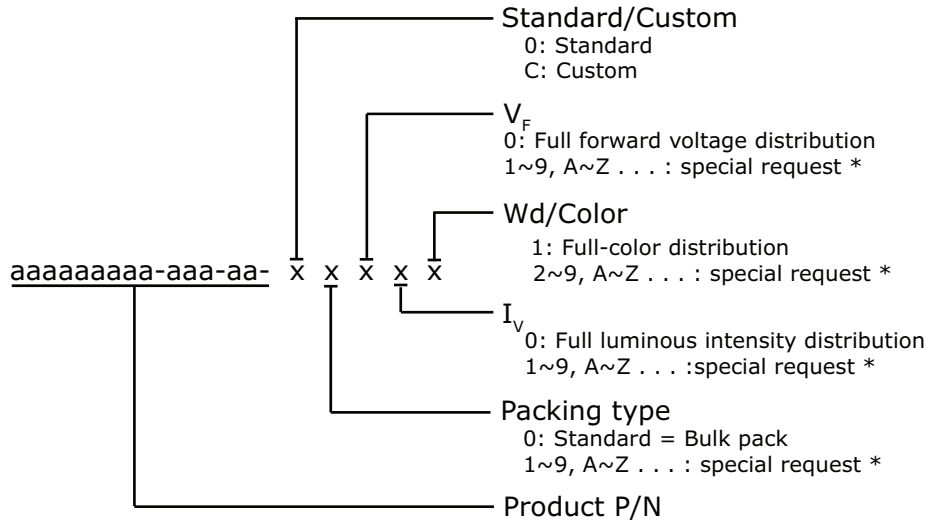 Standard/Custom
0: Standard
C: Custom
VF
0: Full forward voltage distribution
1~9, A~Z . . . : special request *
Wd/Color
1: Full-color distribution
2~9, A~Z . . . : special request *
aaaaaaaaa-aaa-aa- x x x x x
IV
0: Full luminous intensity distribution
1~9, A~Z . . . :special request *
Packing type
0: Standard = Bulk pack
1~9, A~Z . . . : special request *
Product P/N